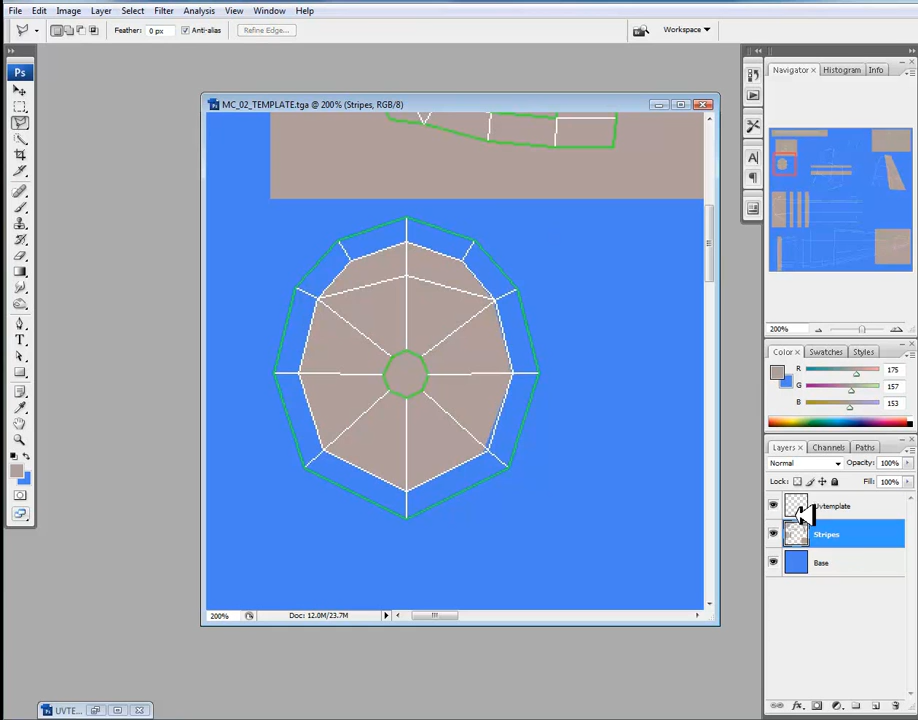 File Edit Image Layer Select Filter Analysis View Window Help
Feather: 0 px Anti-alias Refine Edge... Workspace
Ps
MC_02_TEMPLATE.tga @ 200% (Stripes, RGB/8)
Navigator × Histogram Info
200%
Color × Swatches Styles
R 175
G 157
B 153
Layers × Channels Paths
Normal Opacity: 100%
Lock: Fill: 100%
Uvtemplate
Stripes
Base
200% Doc: 12.0M/23.7M
UVTE...